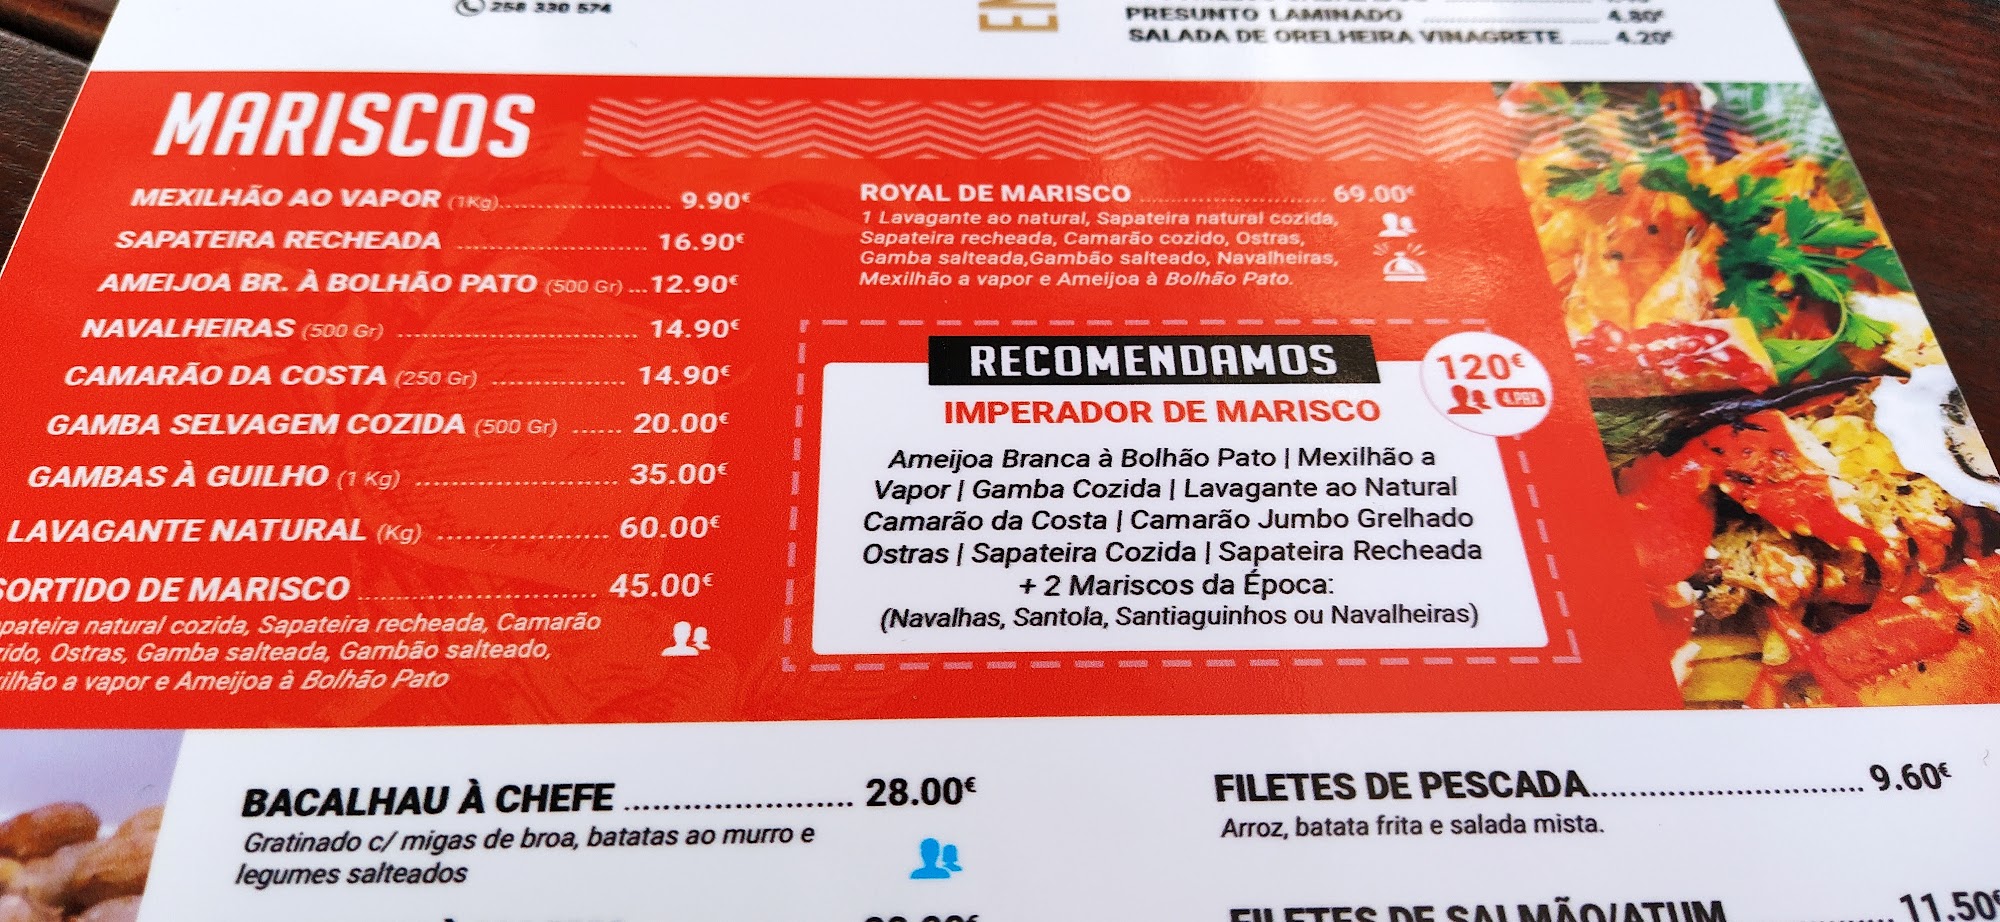 258 330 574
PRESUNTO LAMINADO ........ 4.80€
SALADA DE ORELHEIRA VINAGRETE ..... 4.20€
MARISCOS
MEXILHÃO AO VAPOR (1Kg)........................ 9.90€
SAPATEIRA RECHEADA ........................... 16.90€
AMEIJOA BR. À BOLHÃO PATO (500 Gr) ...12.90€
NAVALHEIRAS (500 Gr) ................................. 14.90€
CAMARÃO DA COSTA (250 Gr) .................. 14.90€
GAMBA SELVAGEM COZIDA (500 Gr) ...... 20.00€
GAMBAS À GUILHO (1 Kg) .......................... 35.00€
LAVAGANTE NATURAL (Kg) ..................... 60.00€
SORTIDO DE MARISCO ............................ 45.00€
natural cozida, Sapateira recheada, Camarão
Ostras, Gamba salteada, Gambão salteado,
a vapor e Ameijoa à Bolhão Pato
ROYAL DE MARISCO .......................... 69.00€
1 Lavagante ao natural, Sapateira natural cozida,
Sapateira recheada, Camarão cozido, Ostras,
Gamba salteada,Gambão salteado, Navalheiras,
Mexilhão a vapor e Ameijoa à Bolhão Pato.
RECOMENDAMOS
120€
4 PAX
IMPERADOR DE MARISCO
Ameijoa Branca à Bolhão Pato | Mexilhão a
Vapor | Gamba Cozida | Lavagante ao Natural
Camarão da Costa | Camarão Jumbo Grelhado
Ostras | Sapateira Cozida | Sapateira Recheada
+ 2 Mariscos da Época:
(Navalhas, Santola, Santiaguinhos ou Navalheiras)
BACALHAU À CHEFE ........................ 28.00€
Gratinado c/ migas de broa, batatas ao murro e
legumes salteados
FILETES DE PESCADA............................ 9.60€
Arroz, batata frita e salada mista.
FILETES DE SALMÃO/ATUM ........ 11.50€